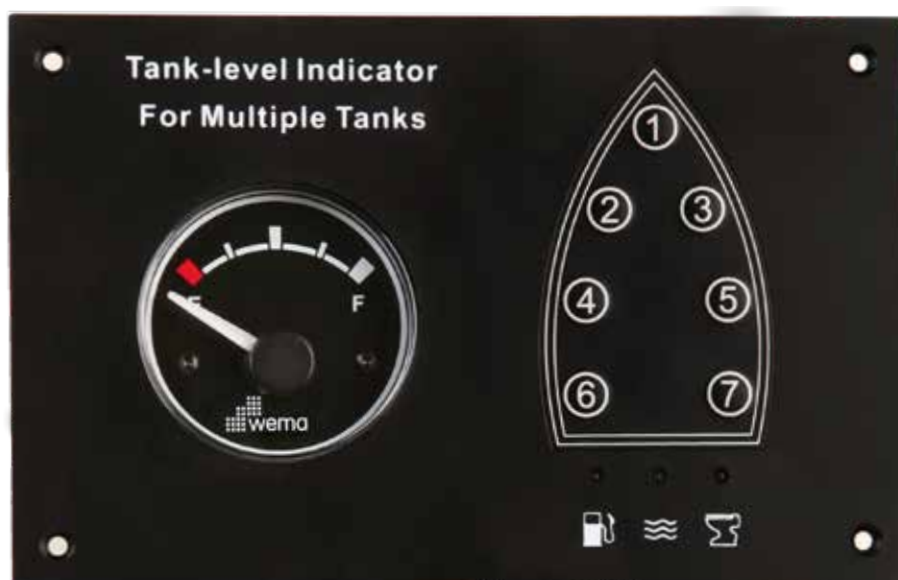 Tank-level Indicator
For Multiple Tanks
E
F
wema
1
2 3
4 5
6 7